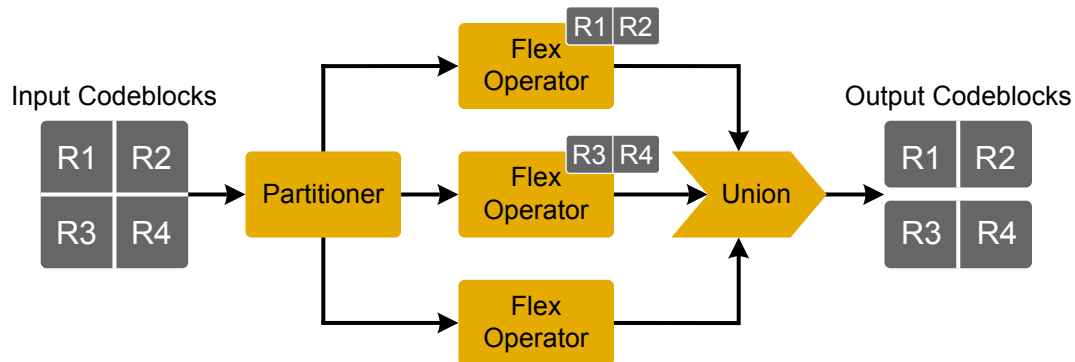 R1 R2
Flex
Operator
Input Codeblocks
Output Codeblocks
R1 R2
R3 R4
Partitioner
R3 R4
Flex
Operator
Union
R1 R2
R3 R4
Flex
Operator